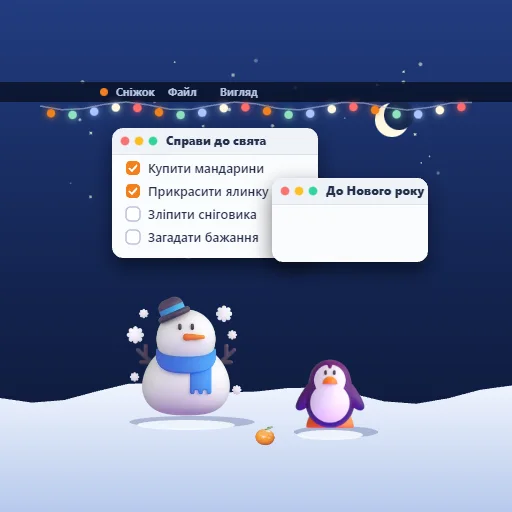 Сніжок Файл Вигляд
Справи до свята
Купити мандарини
Прикрасити ялинку
Зліпити сніговика
Загадати бажання
До Нового року